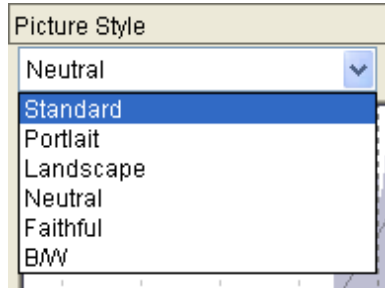 Picture Style
Neutral
Standard
Portlait
Landscape
Neutral
Faithful
B/W